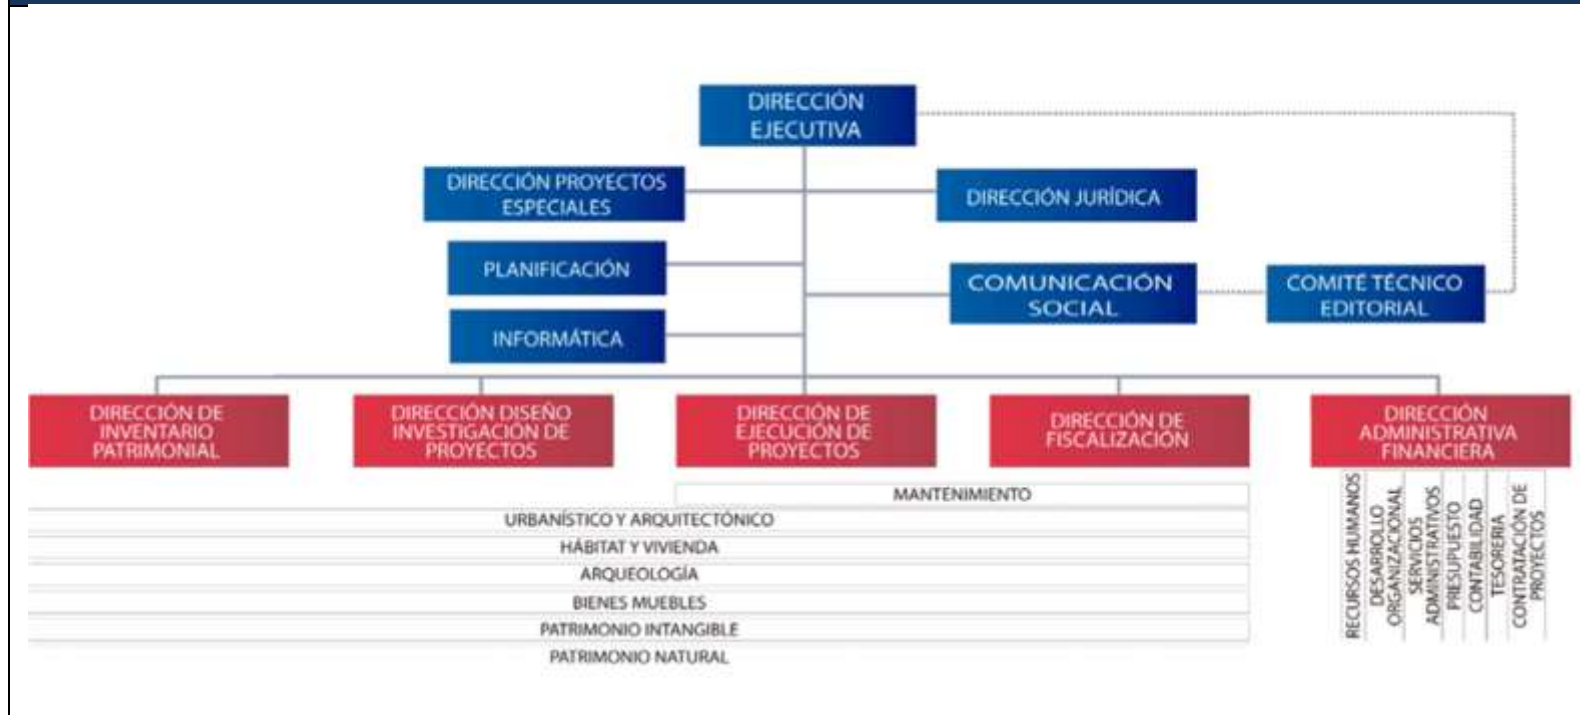 DIRECCIÓN
EJECUTIVA
DIRECCIÓN PROYECTOS
ESPECIALES
DIRECCIÓN JURÍDICA
PLANIFICACIÓN
COMUNICACIÓN
SOCIAL
COMITÉ TÉCNICO
EDITORIAL
INFORMÁTICA
DIRECCIÓN DE
INVENTARIO
PATRIMONIAL
DIRECCIÓN DISEÑO
INVESTIGACIÓN DE
PROYECTOS
DIRECCIÓN DE
EJECUCIÓN DE
PROYECTOS
DIRECCIÓN DE
FISCALIZACIÓN
DIRECCIÓN
ADMINISTRATIVA
FINANCIERA
MANTENIMIENTO
URBANÍSTICO Y ARQUITECTÓNICO
HÁBITAT Y VIVIENDA
ARQUEOLOGÍA
BIENES MUEBLES
PATRIMONIO INTANGIBLE
PATRIMONIO NATURAL
RECURSOS HUMANOS
DESARROLLO
ORGANIZACIONAL
SERVICIOS
ADMINISTRATIVOS
PRESUPUESTO
CONTABILIDAD
TESORERIA
CONTRATACIÓN DE
PROYECTOS